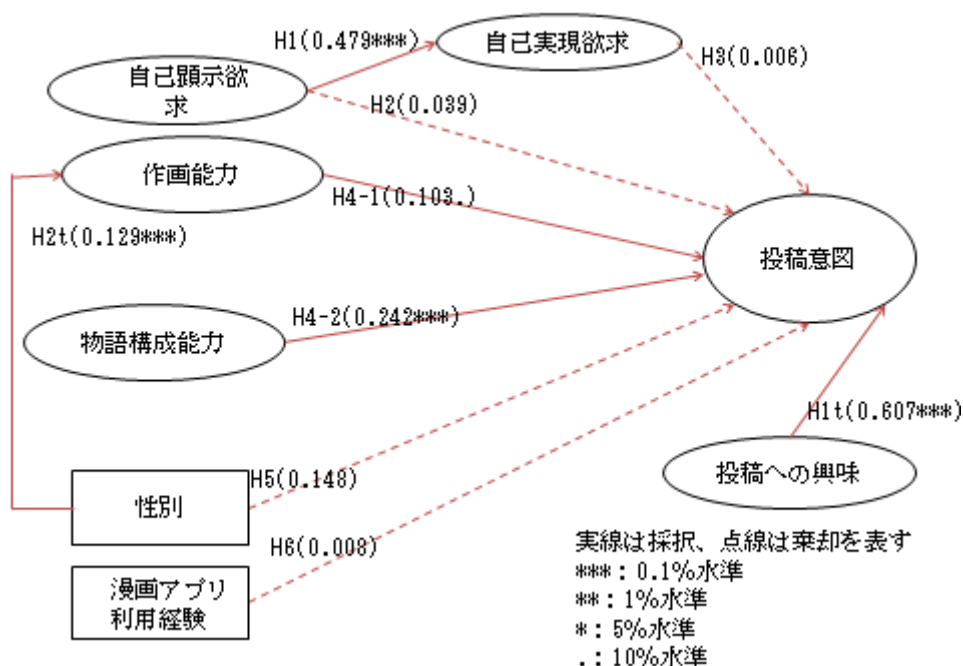 H1(0.479***)
自己実現欲求
H3(0.006)
自己顕示欲
求
H2(0.039)
作画能力
H4-1(0.103.)
H2t(0.129***)
投稿意図
H4-2(0.242***)
物語構成能力
H1t(0.607***)
投稿への興味
H5(0.148)
性別
H6(0.008)
実線は採択、点線は棄却を表す
***: 0.1%水準
**: 1%水準
*: 5%水準
.: 10%水準
漫画アプリ
利用経験